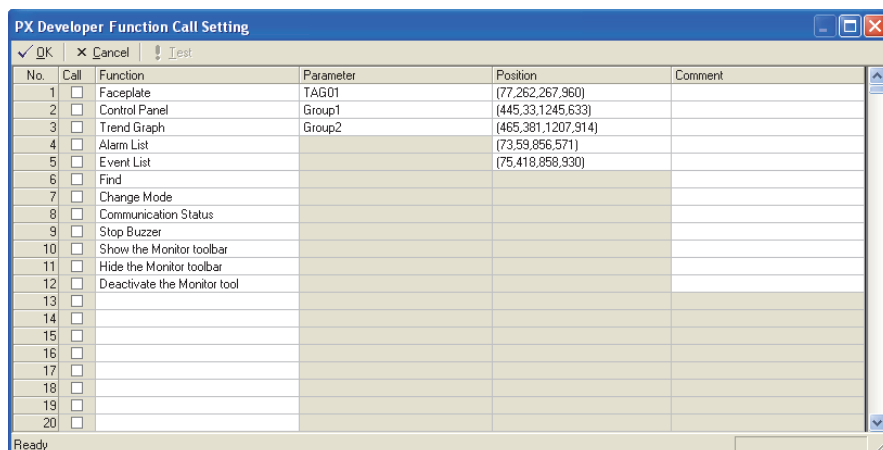 PX Developer Function Call Setting
OK Cancel Test
No. Call Function Parameter Position Comment
1 Faceplate TAG01 (77,262,267,960)
2 Control Panel Group1 (445,33,1245,633)
3 Trend Graph Group2 (465,381,1207,914)
4 Alarm List (73,59,856,571)
5 Event List (75,418,858,930)
6 Find
7 Change Mode
8 Communication Status
9 Stop Buzzer
10 Show the Monitor toolbar
11 Hide the Monitor toolbar
12 Deactivate the Monitor tool
13
14
15
16
17
18
19
20
Ready